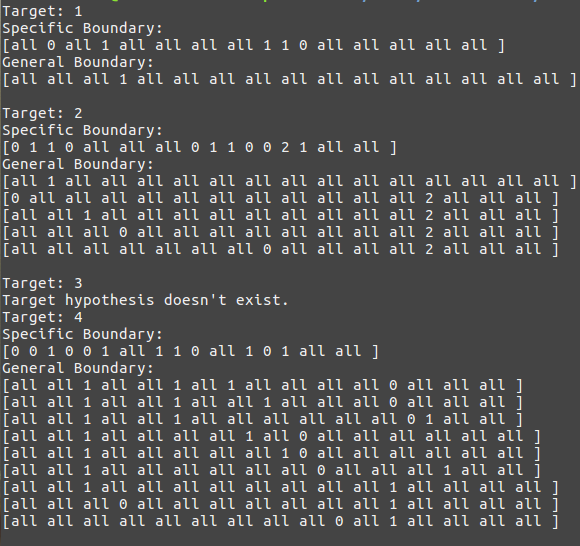 Target: 1
Specific Boundary:
[all 0 all 1 all all all all 1 1 0 all all all all all ]
General Boundary:
[all all all 1 all all all all all all all all all all all all ]
Target: 2
Specific Boundary:
[0 1 1 0 all all all 0 1 1 0 0 2 1 all all ]
General Boundary:
[all 1 all all all all all all all all all all all all all all ]
[0 all all all all all all all all all all all 2 all all all ]
[all all 1 all all all all all all all all all 2 all all all ]
[all all all 0 all all all all all all all all 2 all all all ]
[all all all all all all all 0 all all all all 2 all all all ]
Target: 3
Target hypothesis doesn't exist.
Target: 4
Specific Boundary:
[0 0 1 0 0 1 all 1 1 0 all 1 0 1 all all ]
General Boundary:
[all all 1 all all 1 all 1 all all all all 0 all all all ]
[all all 1 all all 1 all all 1 all all all 0 all all all ]
[all all 1 all all 1 all all all all all all 0 1 all all ]
[all all 1 all all all all 1 all 0 all all all all all all ]
[all all 1 all all all all all 1 0 all all all all all all ]
[all all 1 all all all all all all 0 all all all 1 all all ]
[all all 1 all all all all all all all all 1 all all all all ]
[all all all 0 all all all all all all all 1 all all all all ]
[all all all all all all all all all 0 all 1 all all all all ]